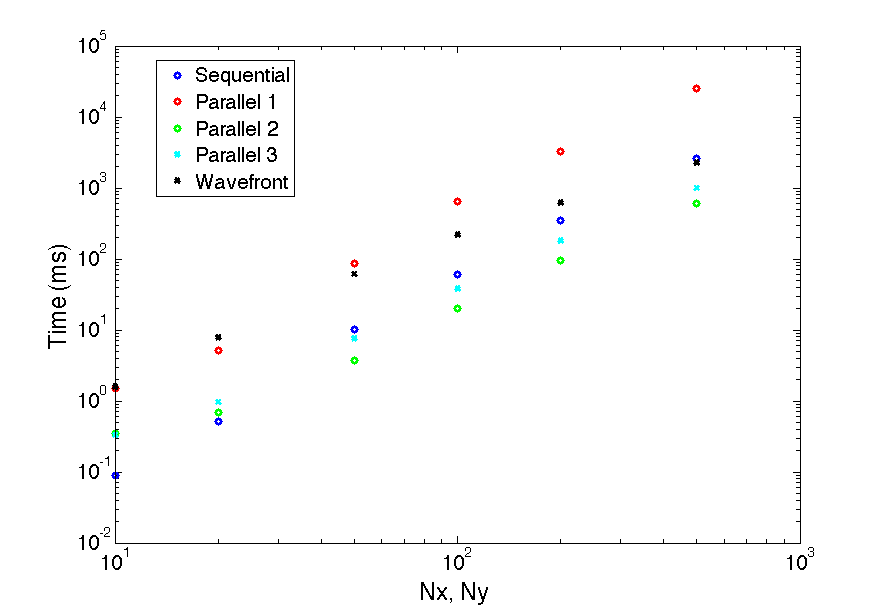 10^5
10^4
10^3
10^2
10^1
10^0
10^-1
10^-2
Time (ms)
Sequential
Parallel 1
Parallel 2
Parallel 3
Wavefront
10^1
10^2
10^3
Nx, Ny